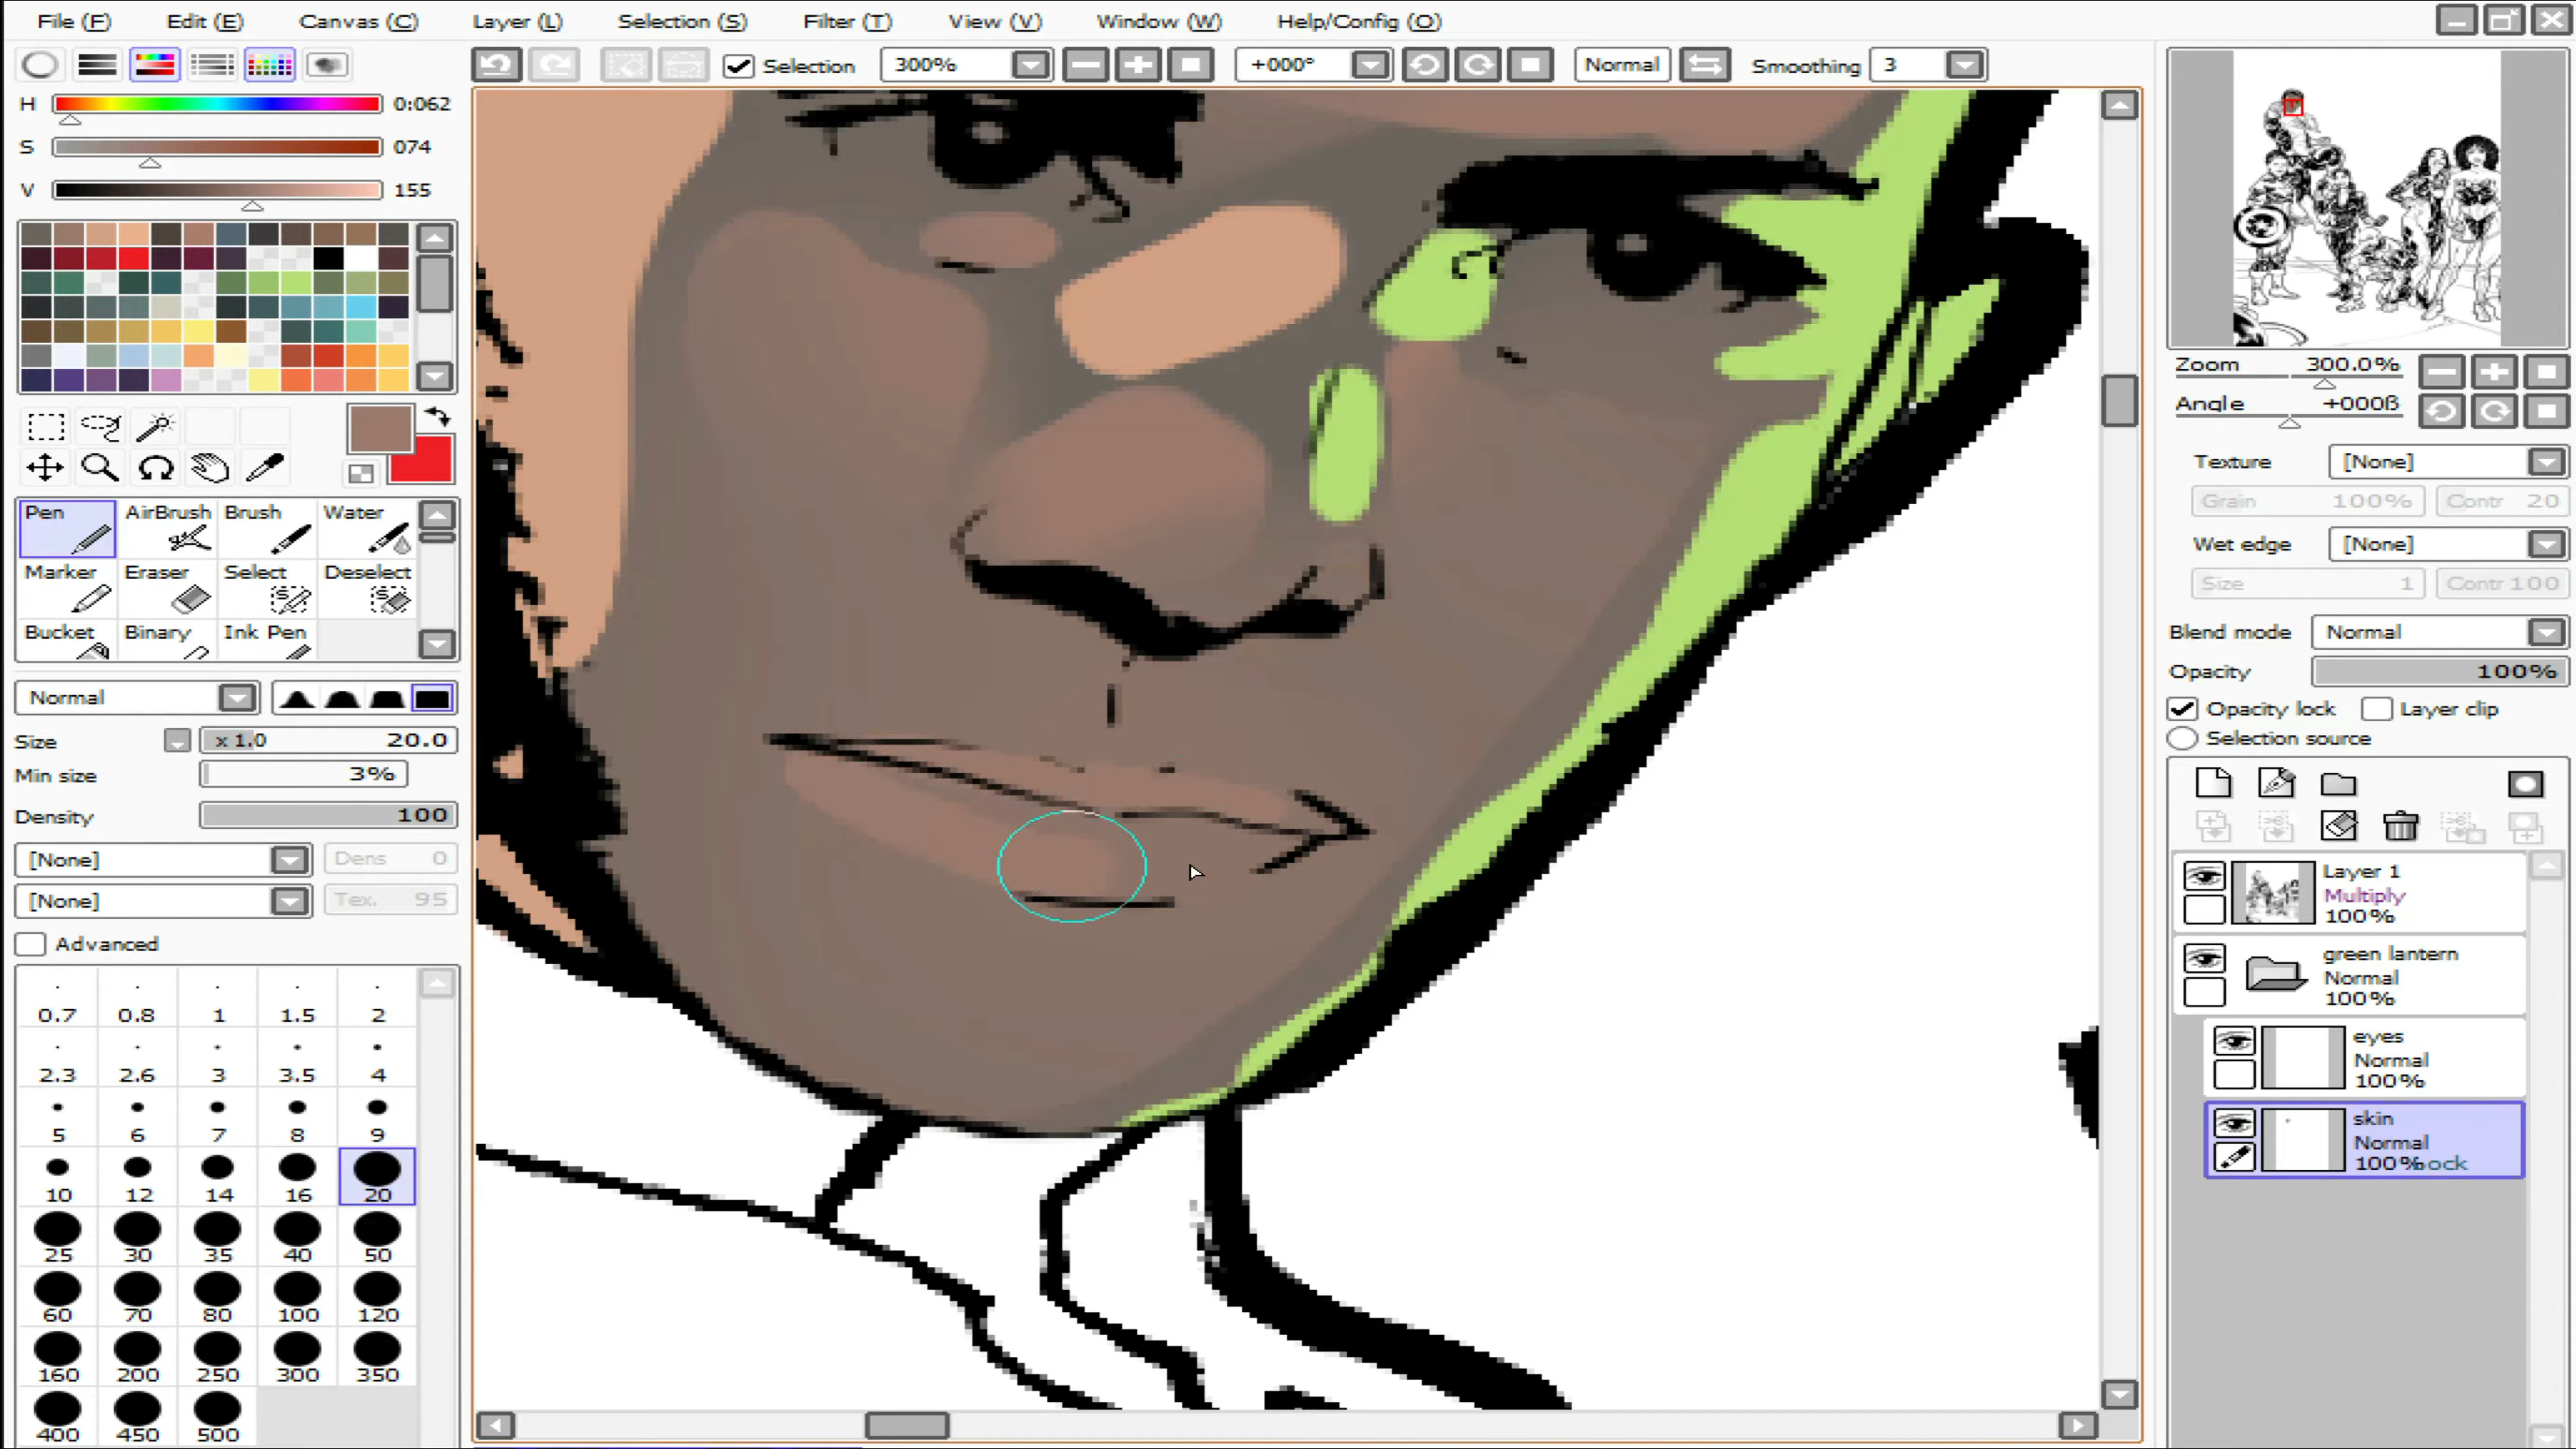 File (F) Edit (E) Canvas (C) Layer (L) Selection (S) Filter (T) View (V) Window (W) Help/Config (O)
Selection 300% +000° Normal Smoothing 3
H 0:062
S 074
V 155
Pen AirBrush Brush Water
Marker Eraser Select Deselect
Bucket Binary Ink Pen
Normal
Size x 1.0 20.0
Min size 3%
Density 100
[None] Dens 0
[None] Tex. 95
Advanced
0.7 0.8 1 1.5 2
2.3 2.6 3 3.5 4
5 6 7 8 9
10 12 14 16 20
25 30 35 40 50
60 70 80 100 120
160 200 250 300 350
400 450 500
Zoom 300.0%
Angle +000ß
Texture [None]
Grain 100% Contr 20
Wet edge [None]
Size 1 Contr 100
Blend mode Normal
Opacity 100%
Opacity lock Layer clip
Selection source
Layer 1
Multiply
100%
green lantern
Normal
100%
eyes
Normal
100%
skin
Normal
100%ock